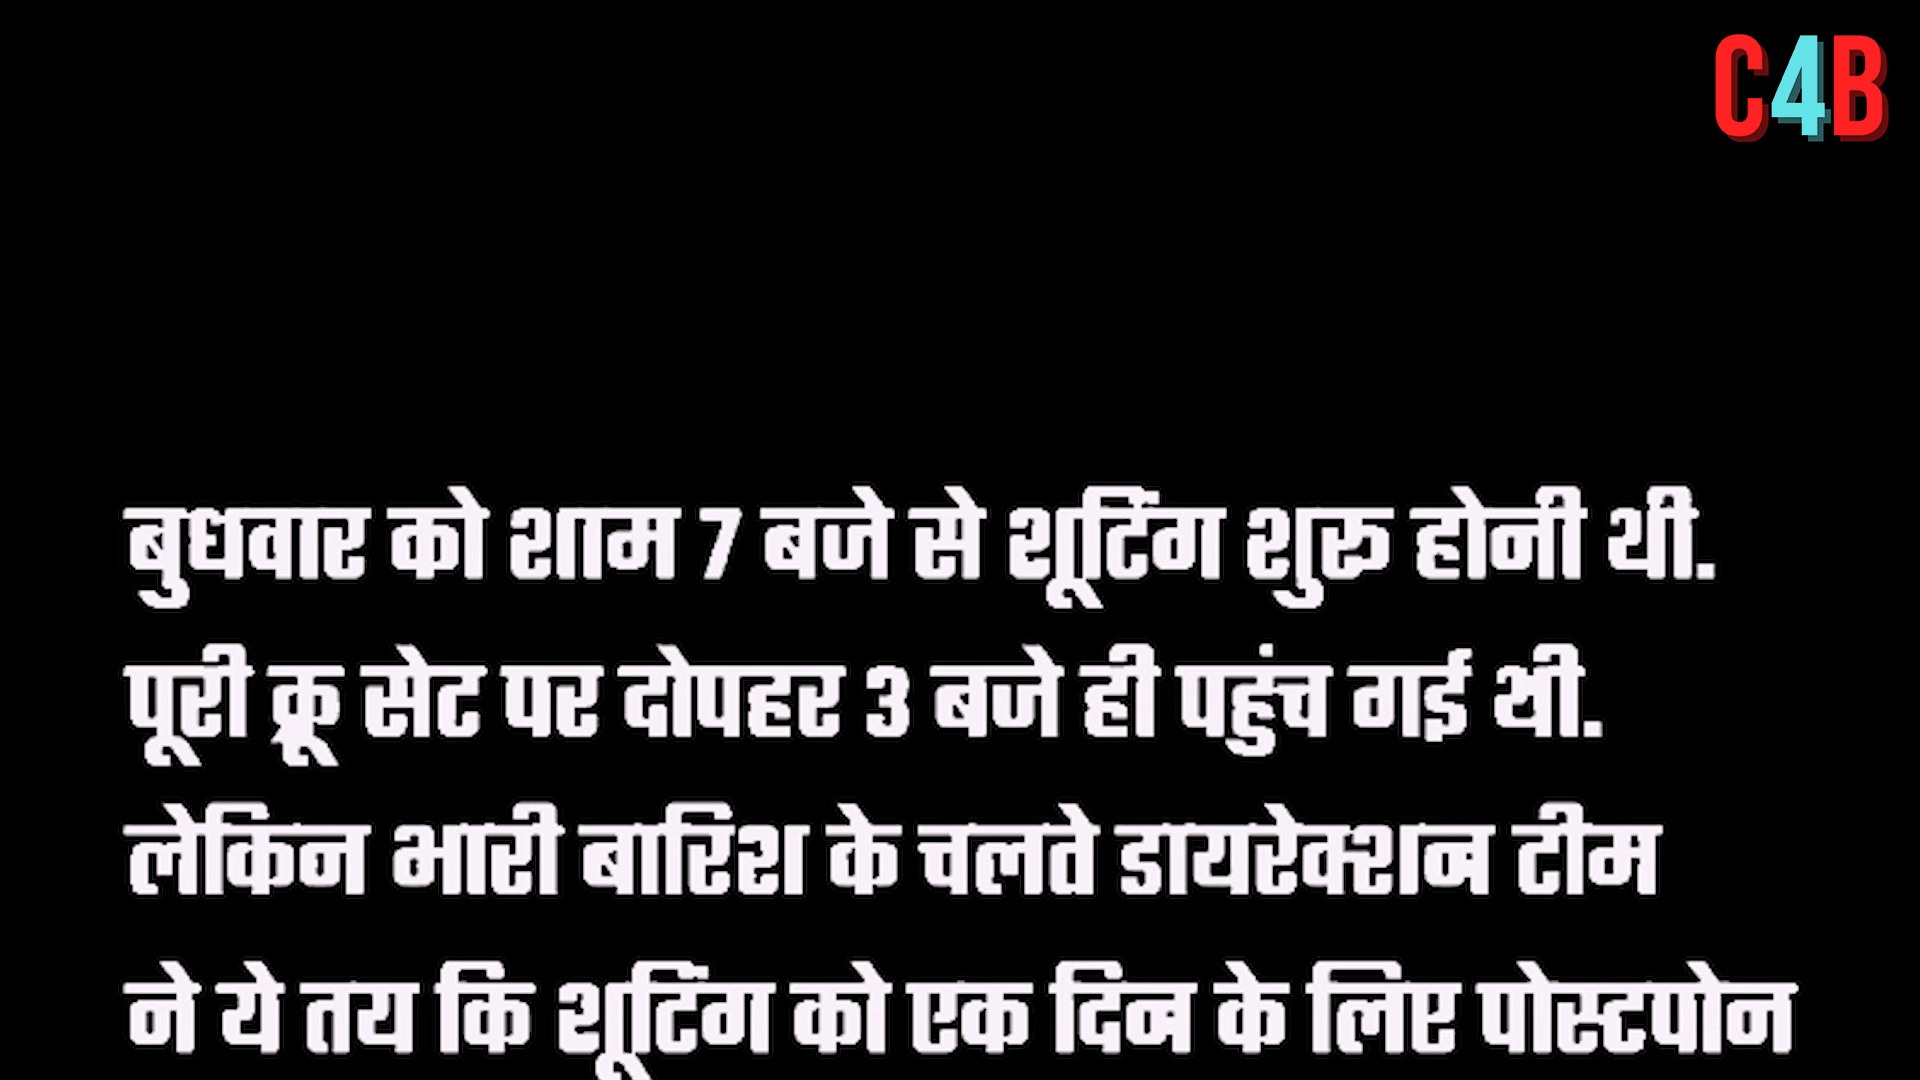 C4B
बुधवार को शाम 7 बजे से शूटिंग शुरू होनी थी.
पूरी क्रू सेट पर दोपहर 3 बजे ही पहुंच गई थी.
लेकिन भारी बारिश के चलते डायरेक्शन टीम
ने ये तय कि शूटिंग को एक दिन के लिए पोस्टपोन